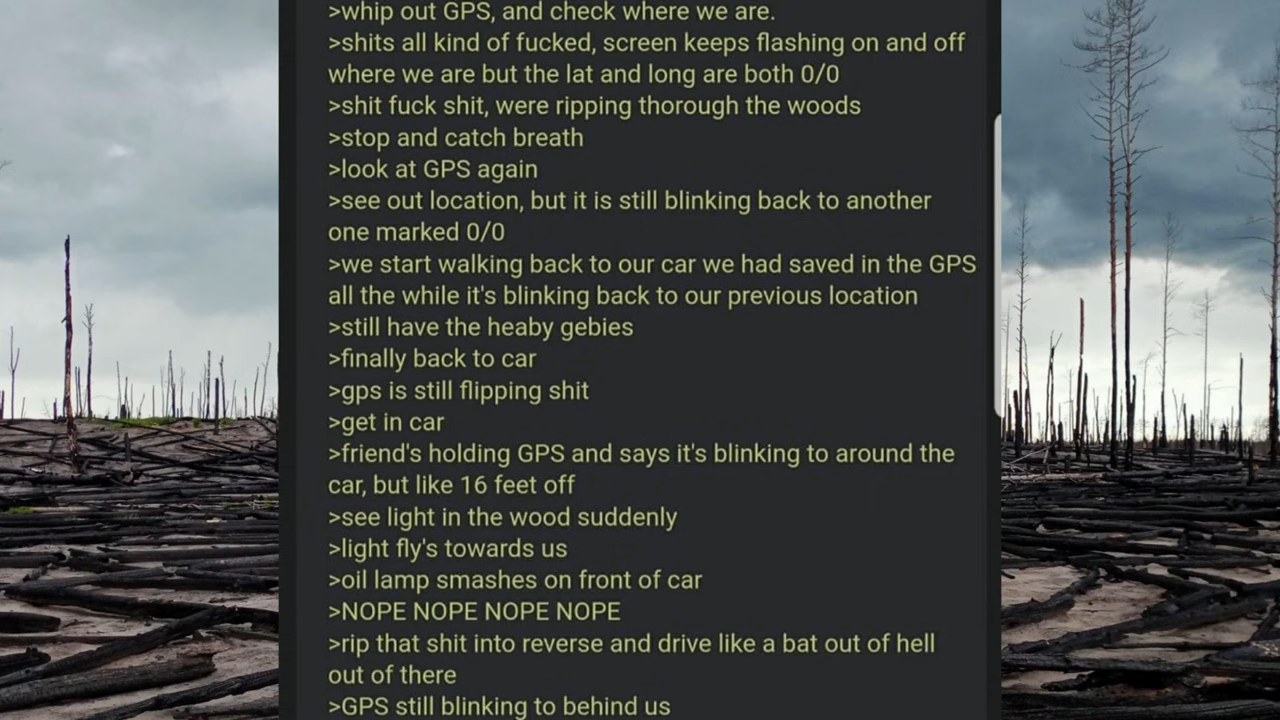 >whip out GPS, and check where we are.
>shits all kind of fucked, screen keeps flashing on and off
where we are but the lat and long are both 0/0
>shit fuck shit, were ripping thorough the woods
>stop and catch breath
>look at GPS again
>see out location, but it is still blinking back to another
one marked 0/0
>we start walking back to our car we had saved in the GPS
all the while it's blinking back to our previous location
>still have the heaby gebies
>finally back to car
>gps is still flipping shit
>get in car
>friend's holding GPS and says it's blinking to around the
car, but like 16 feet off
>see light in the wood suddenly
>light fly's towards us
>oil lamp smashes on front of car
>NOPE NOPE NOPE NOPE
>rip that shit into reverse and drive like a bat out of hell
out of there
>GPS still blinking to behind us